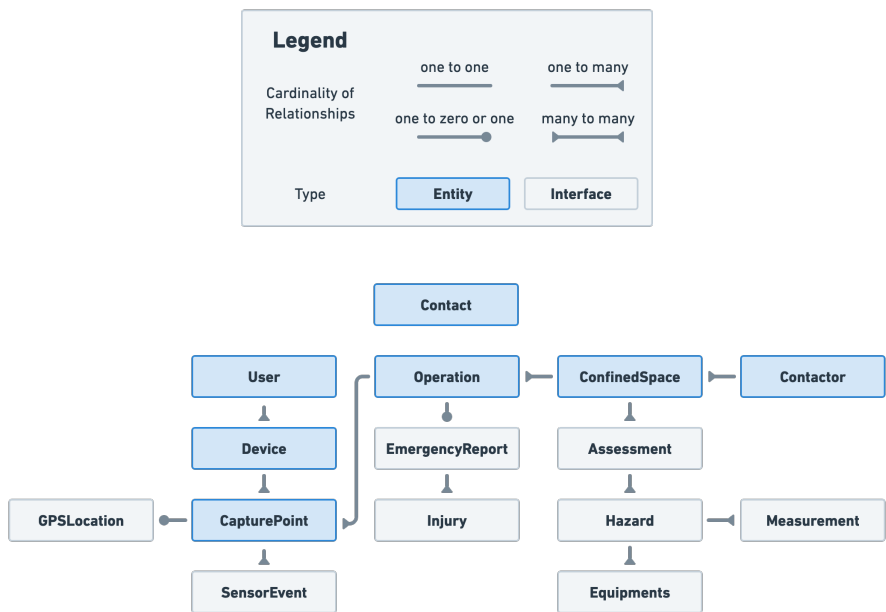 Legend
Cardinality of
Relationships
one to one
one to many
one to zero or one
many to many
Type
Entity
Interface
Contact
User
Operation
ConfinedSpace
Contactor
Device
EmergencyReport
Assessment
GPSLocation
CapturePoint
Injury
Hazard
Measurement
SensorEvent
Equipments